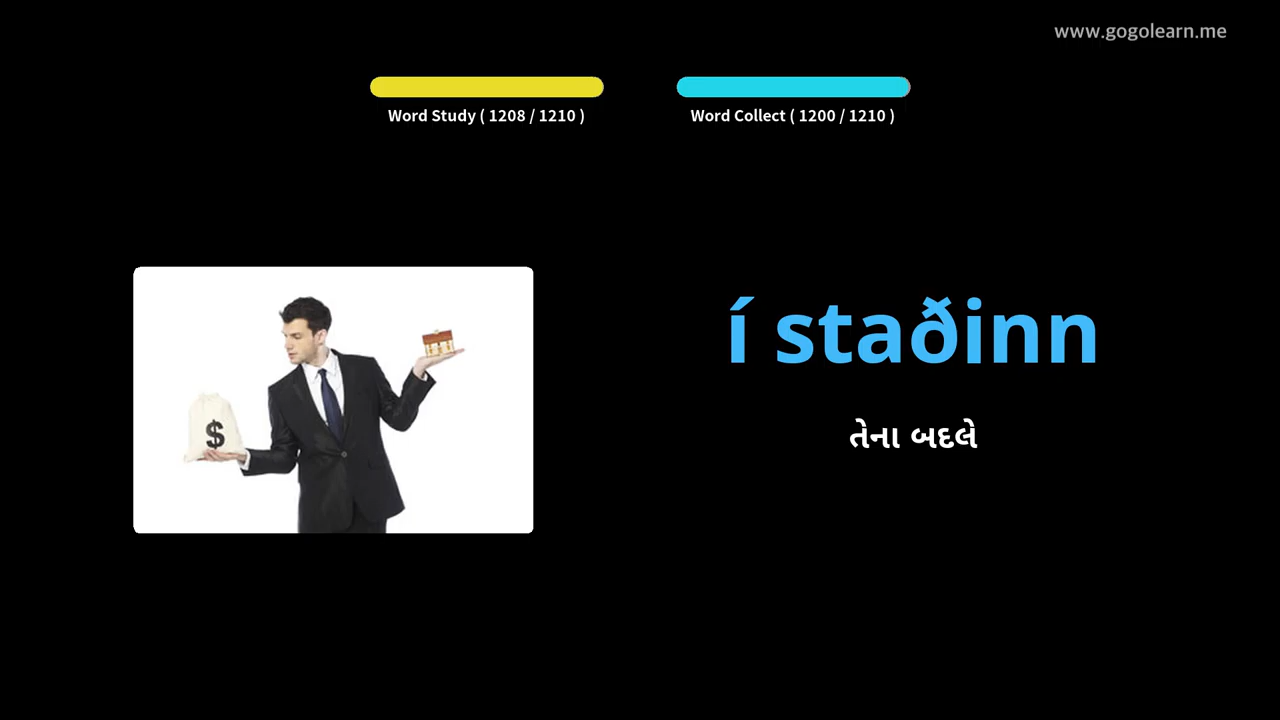 www.gogolearn.me
Word Study ( 1208 / 1210 )
Word Collect ( 1200 / 1210 )
$
í staðinn
તેના બદલે